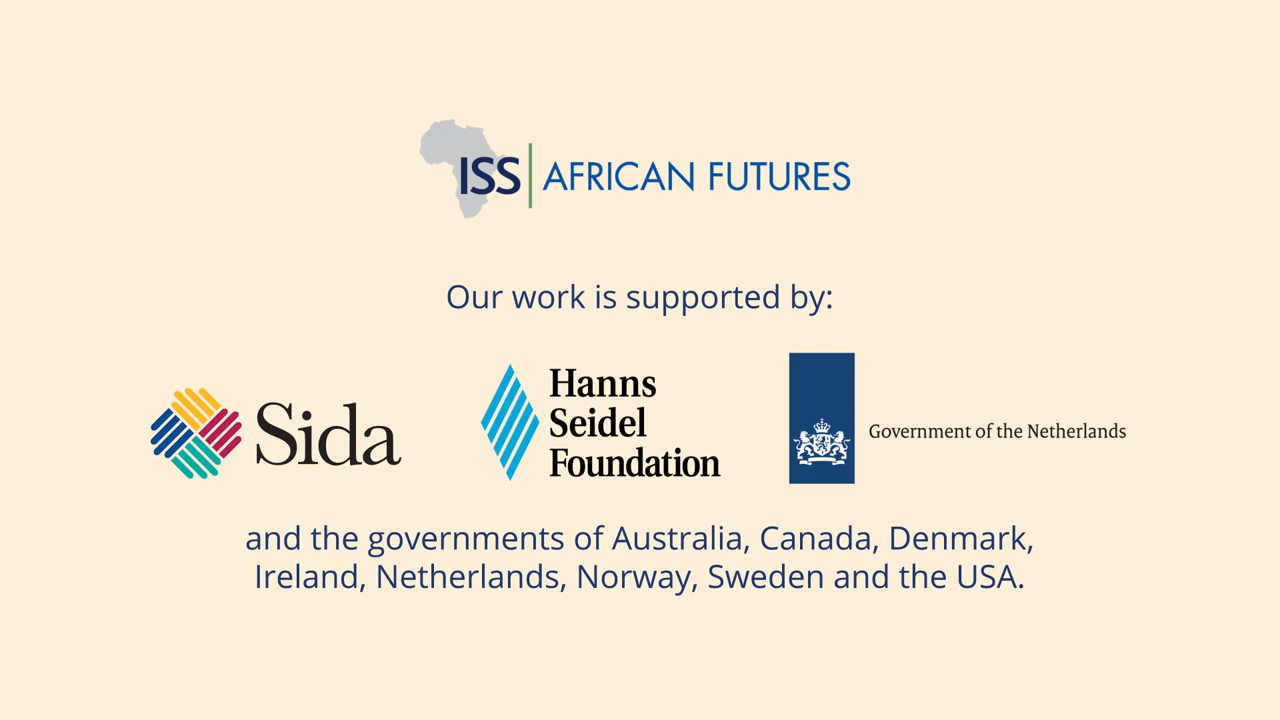 ISS AFRICAN FUTURES
Our work is supported by:
Sida
Hanns
Seidel
Foundation
Government of the Netherlands
and the governments of Australia, Canada, Denmark,
Ireland, Netherlands, Norway, Sweden and the USA.